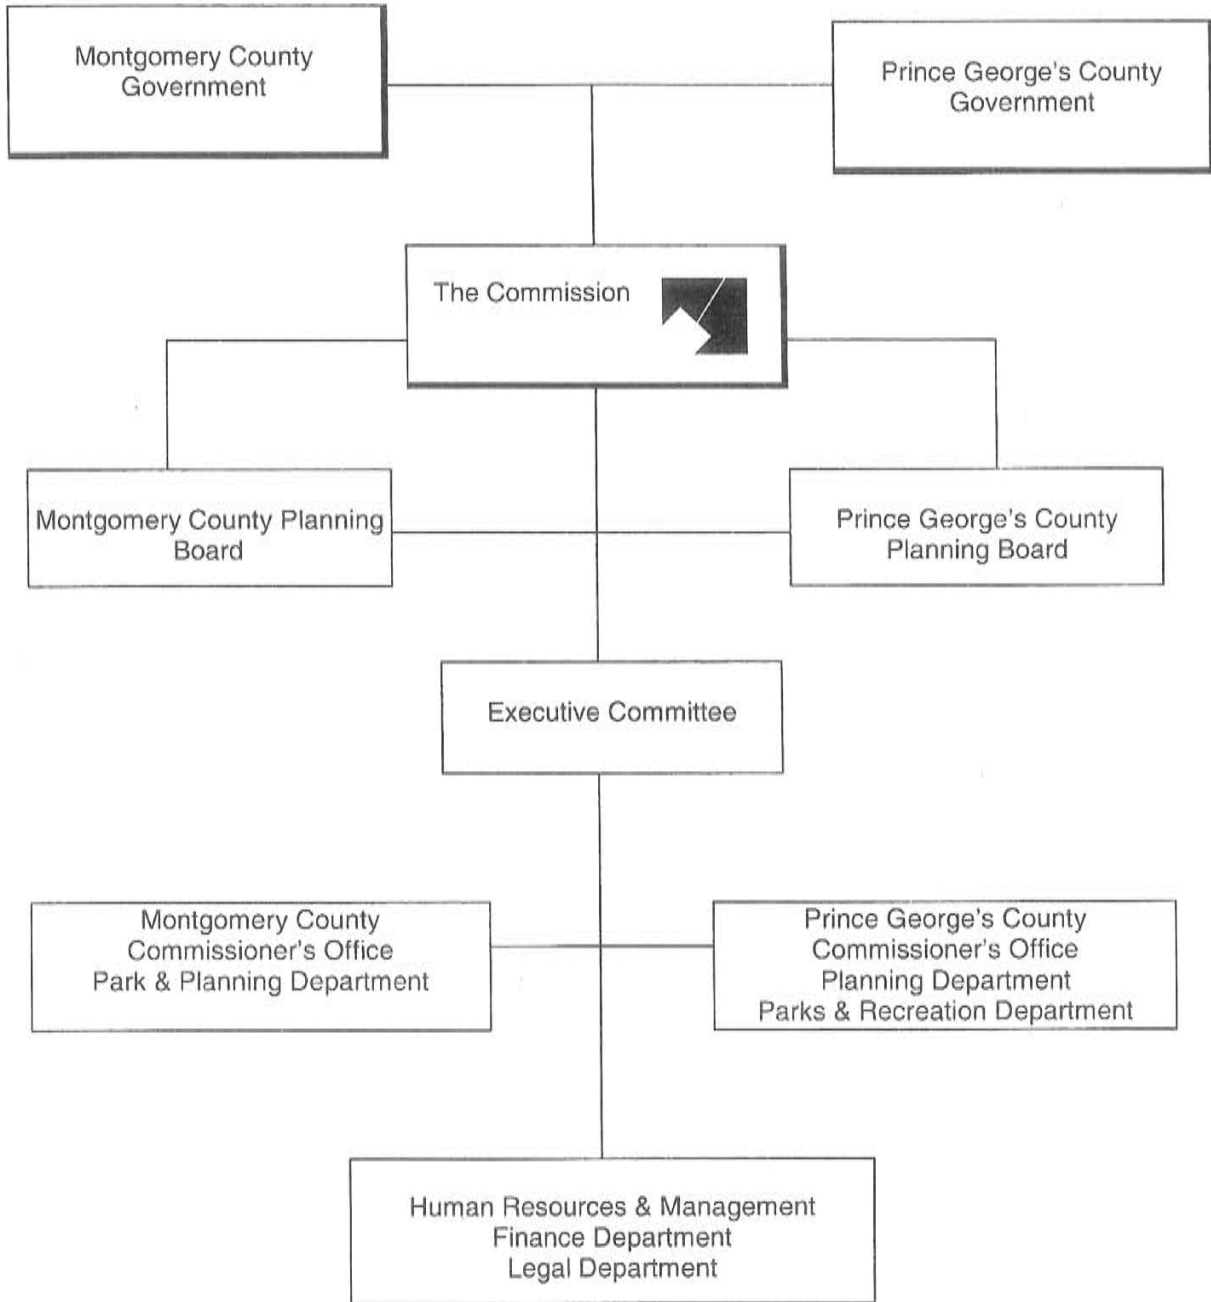 Montgomery County
Government
Prince George's County
Government
The Commission
Montgomery County Planning
Board
Prince George's County
Planning Board
Executive Committee
Montgomery County
Commissioner's Office
Park & Planning Department
Prince George's County
Commissioner's Office
Planning Department
Parks & Recreation Department
Human Resources & Management
Finance Department
Legal Department